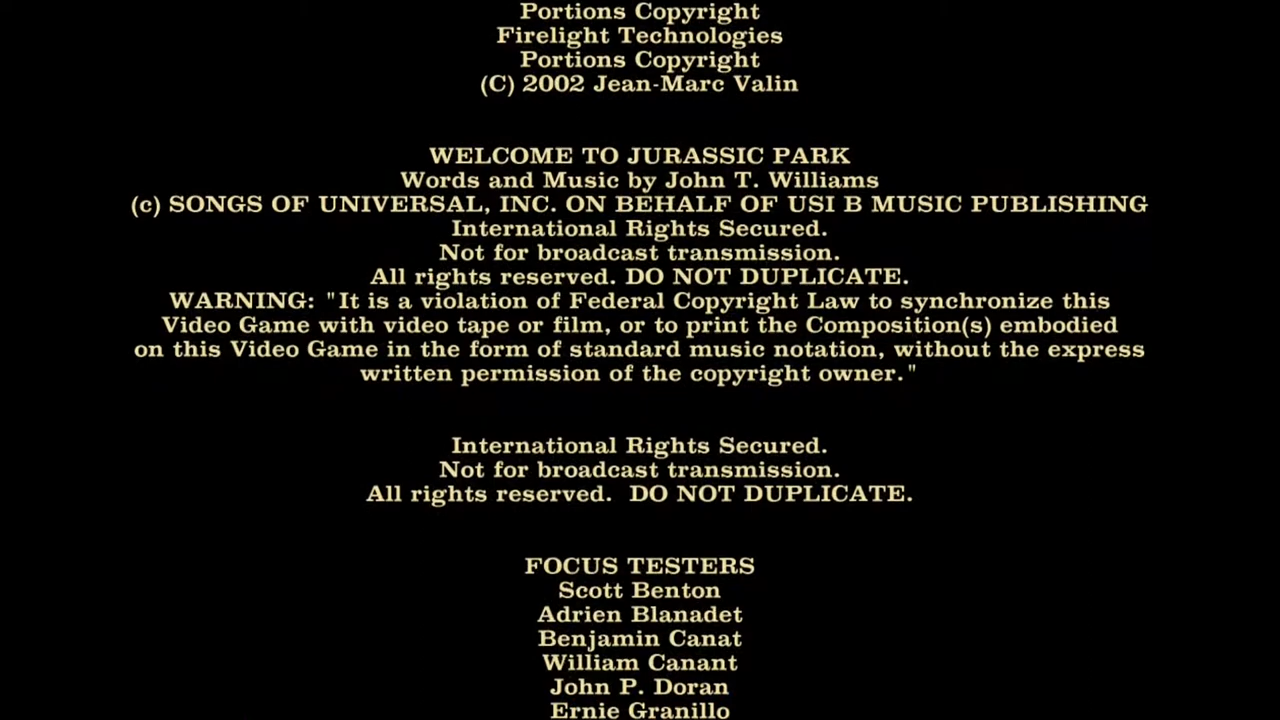 Portions Copyright
Firelight Technologies
Portions Copyright
(C) 2002 Jean-Marc Valin
WELCOME TO JURASSIC PARK
Words and Music by John T. Williams
(c) SONGS OF UNIVERSAL, INC. ON BEHALF OF USI B MUSIC PUBLISHING
International Rights Secured.
Not for broadcast transmission.
All rights reserved. DO NOT DUPLICATE.
WARNING: "It is a violation of Federal Copyright Law to synchronize this
Video Game with video tape or film, or to print the Composition(s) embodied
on this Video Game in the form of standard music notation, without the express
written permission of the copyright owner."
International Rights Secured.
Not for broadcast transmission.
All rights reserved.  DO NOT DUPLICATE.
FOCUS TESTERS
Scott Benton
Adrien Blanadet
Benjamin Canat
William Canant
John P. Doran
Ernie Granillo